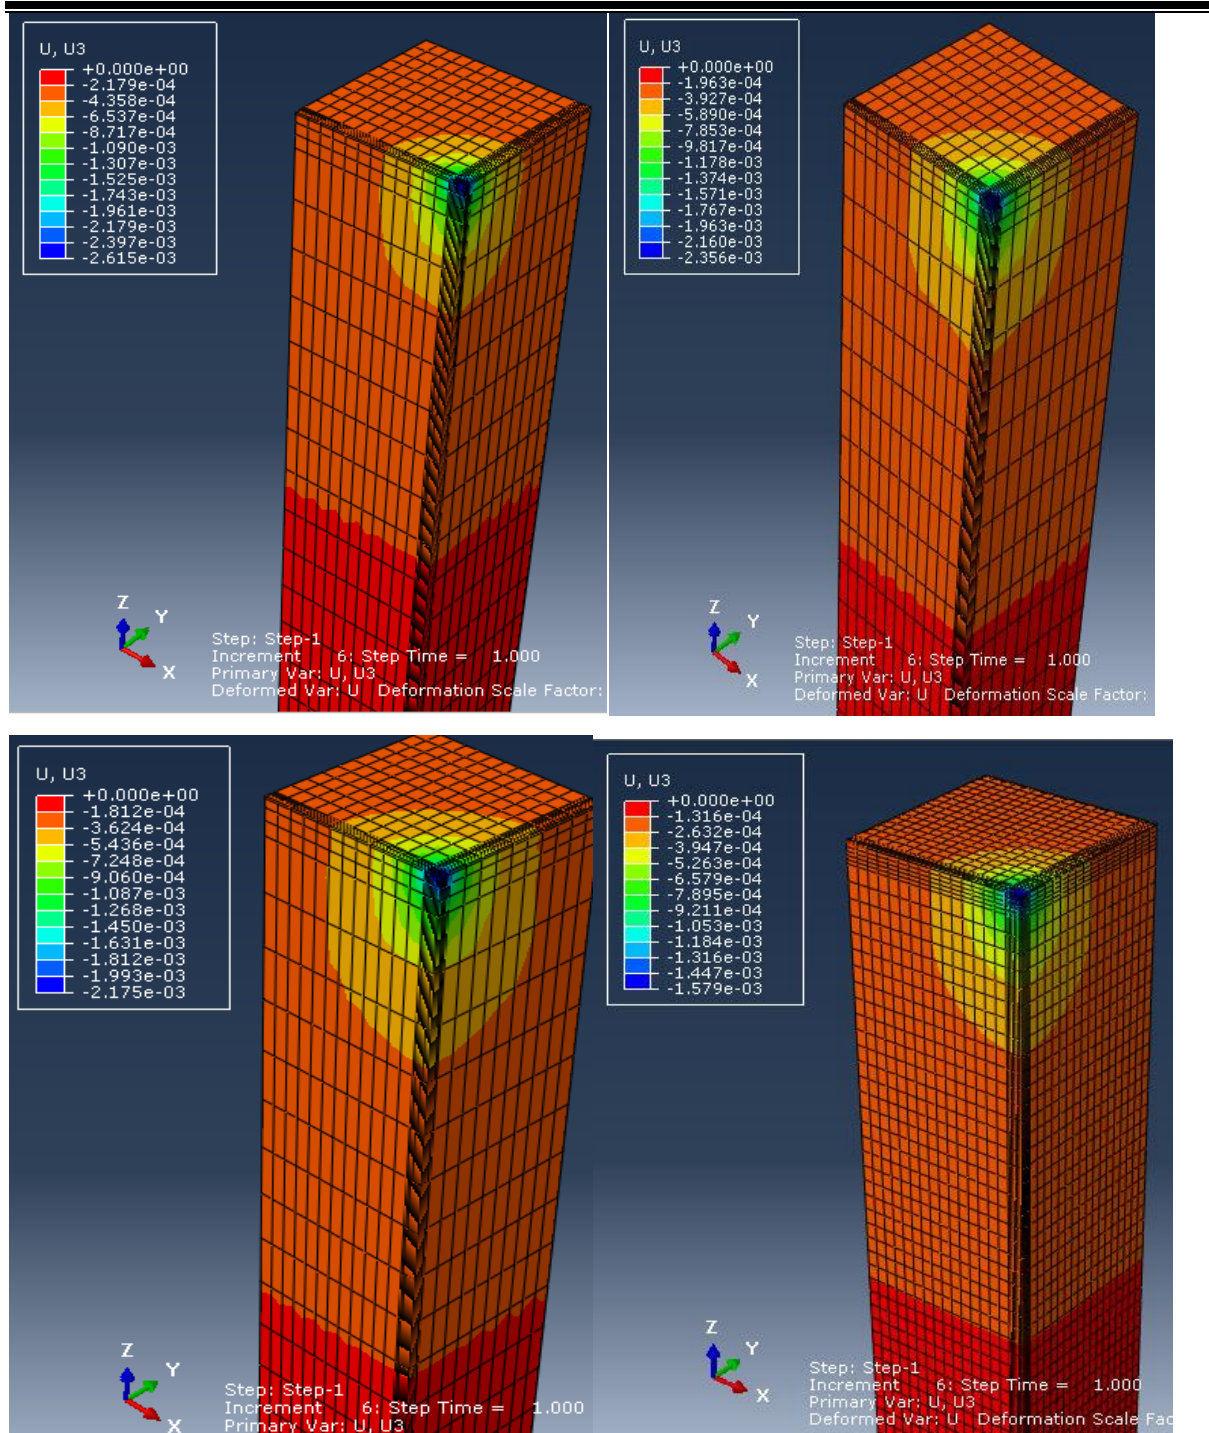 U, U3
+0.000e+00
-2.179e-04
-4.358e-04
-6.537e-04
-8.717e-04
-1.090e-03
-1.307e-03
-1.525e-03
-1.743e-03
-1.961e-03
-2.179e-03
-2.397e-03
-2.615e-03
Z
Y
X
Step: Step-1
Increment 6: Step Time = 1.000
Primary Var: U, U3
Deformed Var: U Deformation Scale Factor:
U, U3
+0.000e+00
-1.963e-04
-3.927e-04
-5.890e-04
-7.853e-04
-9.817e-04
-1.178e-03
-1.374e-03
-1.571e-03
-1.767e-03
-1.963e-03
-2.160e-03
-2.356e-03
Z
Y
X
Step: Step-1
Increment 6: Step Time = 1.000
Primary Var: U, U3
Deformed Var: U Deformation Scale Factor:
U, U3
+0.000e+00
-1.812e-04
-3.624e-04
-5.436e-04
-7.248e-04
-9.060e-04
-1.087e-03
-1.268e-03
-1.450e-03
-1.631e-03
-1.812e-03
-1.993e-03
-2.175e-03
Z
Y
X
Step: Step-1
Increment 6: Step Time = 1.000
Primary Var: U, U3
U, U3
+0.000e+00
-1.316e-04
-2.632e-04
-3.947e-04
-5.263e-04
-6.579e-04
-7.895e-04
-9.211e-04
-1.053e-03
-1.184e-03
-1.316e-03
-1.447e-03
-1.579e-03
Z
Y
X
Step: Step-1
Increment 6: Step Time = 1.000
Primary Var: U, U3
Deformed Var: U Deformation Scale Fac